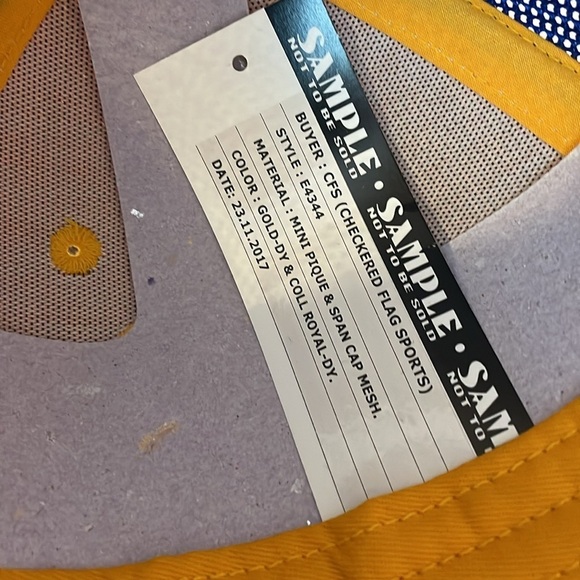 SAMPLE • SAMPLE • SAM
NOT TO BE SOLD NOT TO BE SOLD NOT TO
BUYER : CFS (CHECKERED FLAG SPORTS)
STYLE : E4344
MATERIAL : MINI PIQUE & SPAN CAP MESH.
COLOR : GOLD-DY & COLL ROYAL-DY.
DATE: 23.11.2017